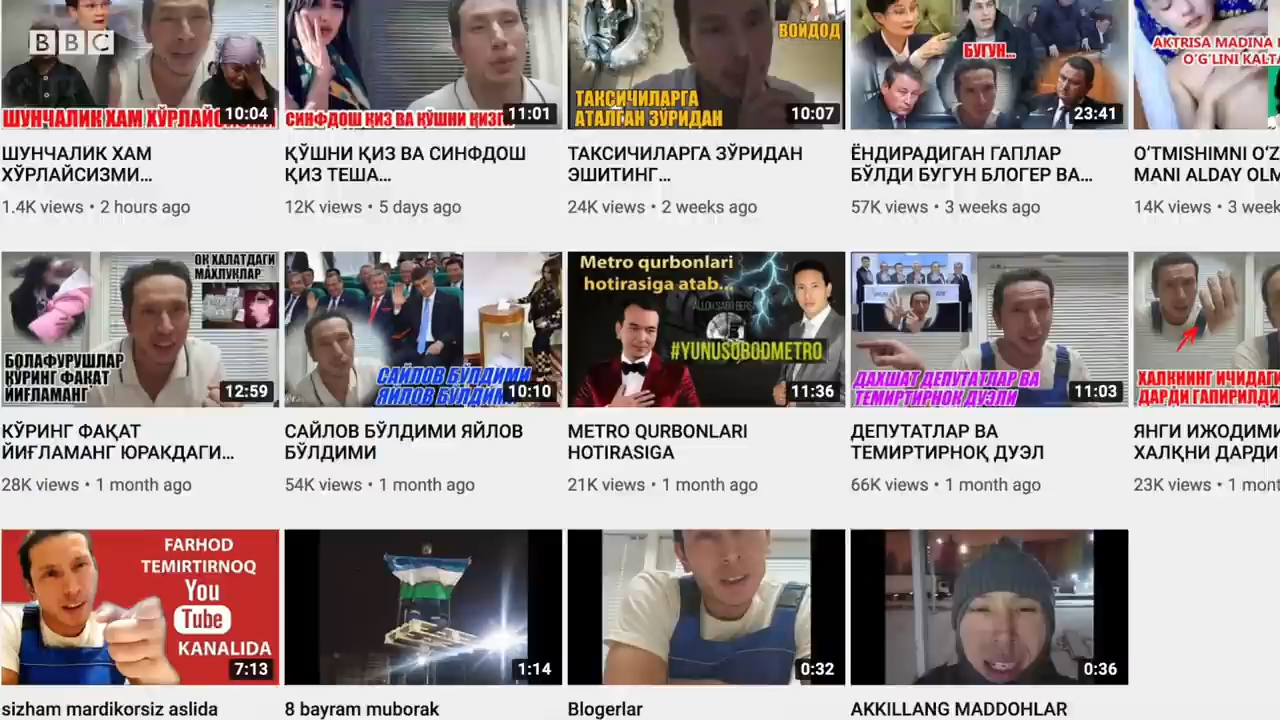 BBC
ШУНЧАЛИК ХАМ ХЎРЛАЙС
10:04
СИНФДОШ ҚИЗ ВА ҚЎШНИ ҚИЗГ
11:01
ВОЙДОД
ТАКСИЧИЛАРГА
АТАЛГАН ЗЎРИДАН
10:07
БУГУН...
23:41
AKTRISA MADINA
O'G'LINI KALTA
ШУНЧАЛИК ХАМ
ХЎРЛАЙСИЗМИ...
1.4K views • 2 hours ago
ҚЎШНИ ҚИЗ ВА СИНФДОШ
ҚИЗ ТЕША...
12K views • 5 days ago
ТАКСИЧИЛАРГА ЗЎРИДАН
ЭШИТИНГ...
24K views • 2 weeks ago
ЁНДИРАДИГАН ГАПЛАР
БЎЛДИ БУГУН БЛОГЕР ВА...
57K views • 3 weeks ago
O'TMISHIMNI O'Z
MANI ALDAY OLM
14K views • 3 week
ОҚ ХАЛАТДАГИ
МАХЛУКЛАР
БОЛАФУРУШЛАР
КУРИНГ ФАКАТ
ЙИГЛАМАНГ
12:59
САЙЛОВ БУЛДИМИ
ЯЙЛОВ БУЛДИМ
10:10
Metro qurbonlari
hotirasiga atab...
#YUNUSOBODMETRO
11:36
ДАХШАТ ДЕПУТАТЛАР ВА
ТЕМИРТИРНОК ДУЭЛИ
11:03
ХАЛКНИНГ ИЧИДАГИ
ДАРДИ ГАПИРИЛДИ
КЎРИНГ ФАҚАТ
ЙИҒЛАМАНГ ЮРАКДАГИ...
28K views • 1 month ago
САЙЛОВ БЎЛДИМИ ЯЙЛОВ
БЎЛДИМИ
54K views • 1 month ago
METRO QURBONLARI
HOTIRASIGA
21K views • 1 month ago
ДЕПУТАТЛАР ВА
ТЕМИРТИРНОҚ ДУЭЛ
66K views • 1 month ago
ЯНГИ ИЖОДИМИ
ХАЛҚНИ ДАРДИ
23K views • 1 mont
FARHOD
TEMIRTIRNOQ
You
Tube
KANALIDA
7:13
1:14
0:32
0:36
sizham mardikorsiz aslida
8 bayram muborak
Blogerlar
AKKILLANG MADDOHLAR